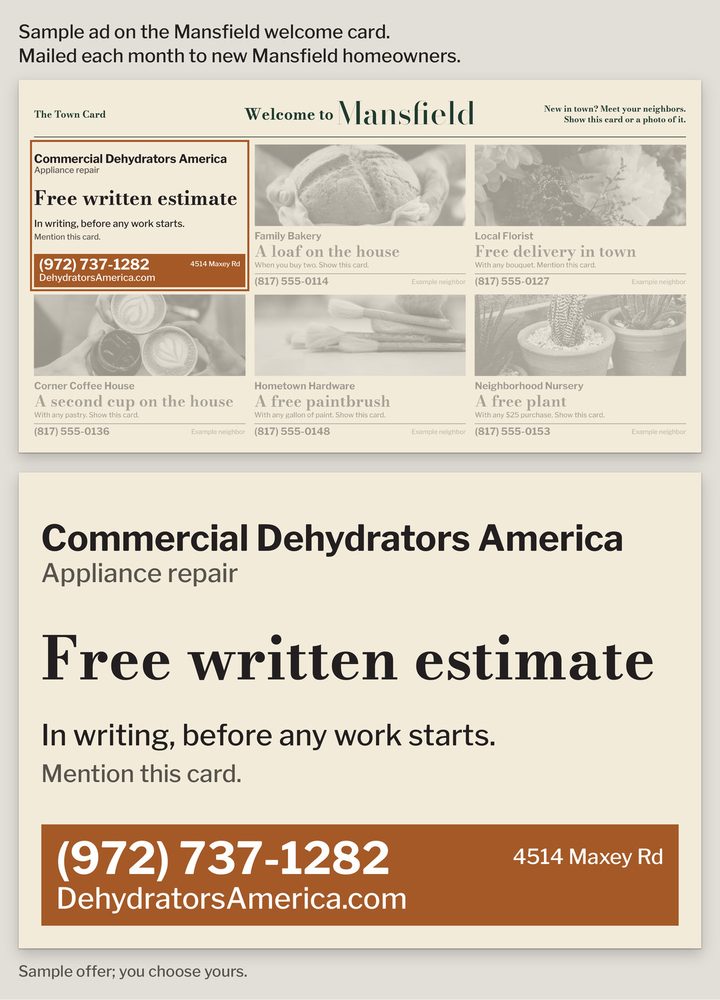 Sample ad on the Mansfield welcome card.
Mailed each month to new Mansfield homeowners.
The Town Card
Welcome to Mansfield
New in town? Meet your neighbors.
Show this card or a photo of it.
Commercial Dehydrators America
Appliance repair
Free written estimate
In writing, before any work starts.
Mention this card.
(972) 737-1282
4514 Maxey Rd
DehydratorsAmerica.com
Family Bakery
A loaf on the house
When you buy two. Show this card.
(817) 555-0114
Example neighbor
Local Florist
Free delivery in town
With any bouquet. Mention this card.
(817) 555-0127
Example neighbor
Corner Coffee House
A second cup on the house
With any pastry. Show this card.
(817) 555-0136
Example neighbor
Hometown Hardware
A free paintbrush
With any gallon of paint. Show this card.
(817) 555-0148
Example neighbor
Neighborhood Nursery
A free plant
With any $25 purchase. Show this card.
(817) 555-0153
Example neighbor
Commercial Dehydrators America
Appliance repair
Free written estimate
In writing, before any work starts.
Mention this card.
(972) 737-1282
4514 Maxey Rd
DehydratorsAmerica.com
Sample offer; you choose yours.